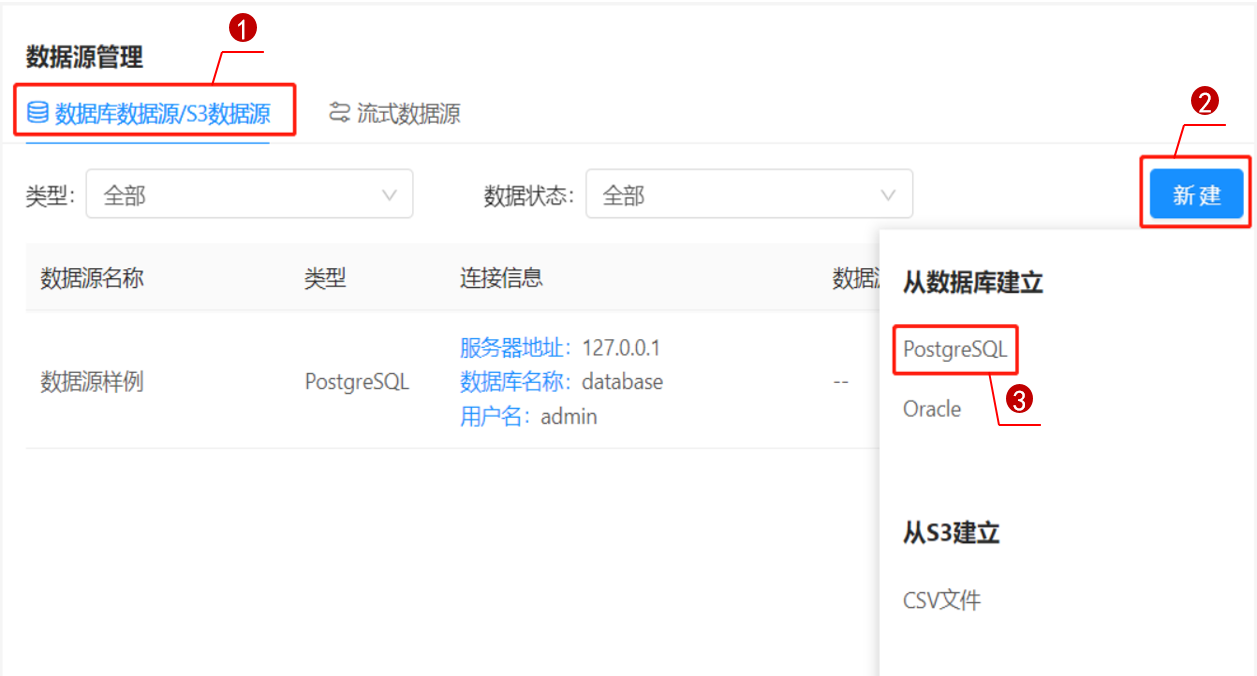 1
数据源管理
数据库数据源/S3数据源
流式数据源
2
类型：
全部
数据状态：
全部
新建
数据源名称
类型
连接信息
数据
从数据库建立
服务器地址：127.0.0.1
PostgreSQL
数据源样例
PostgreSQL
数据库名称：database
--
3
用户名：admin
Oracle
从S3建立
CSV文件